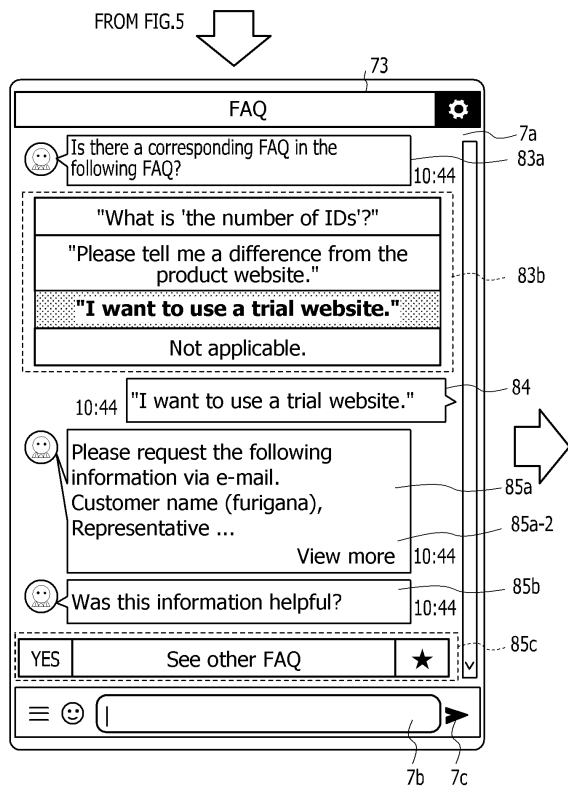 FROM FIG.5
73
FAQ
7a
Is there a corresponding FAQ in the
following FAQ?
83a
10:44
"What is 'the number of IDs'?"
"Please tell me a difference from the
product website."
83b
"I want to use a trial website."
Not applicable.
84
10:44
"I want to use a trial website."
Please request the following
information via e-mail.
Customer name (furigana),
Representative ...
85a
85a-2
View more
10:44
85b
Was this information helpful?
10:44
85c
YES
See other FAQ
7b
7c